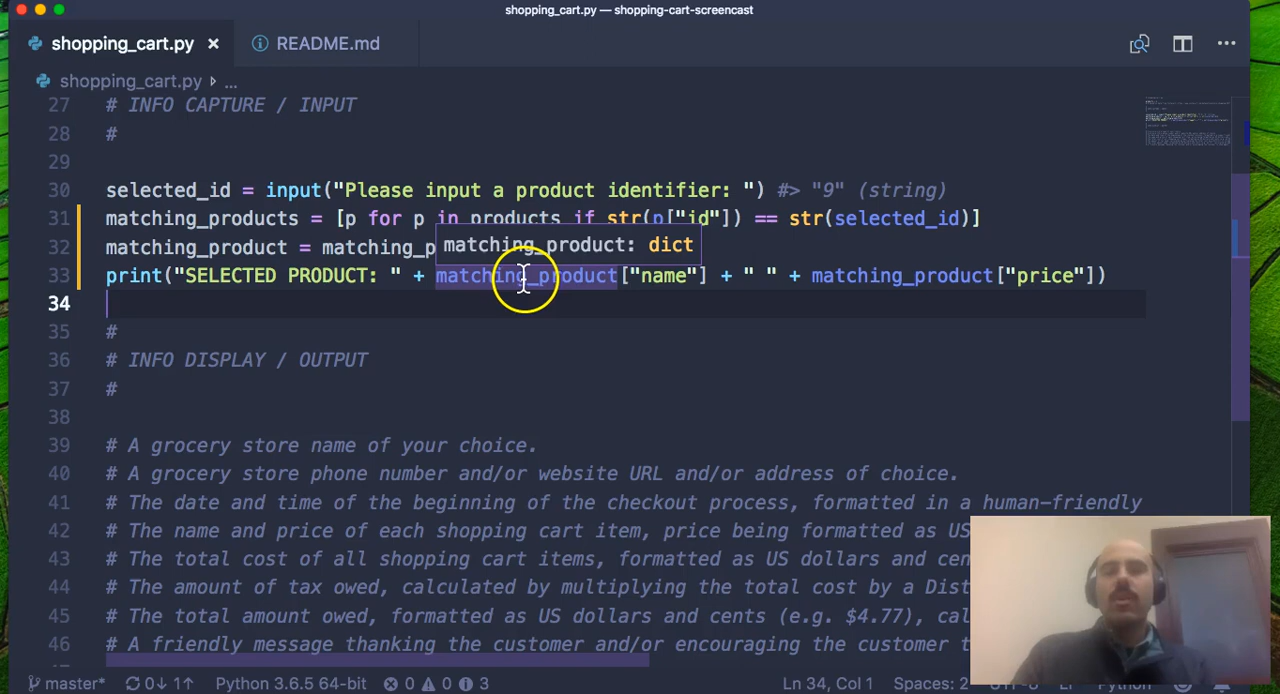 shopping_cart.py — shopping-cart-screencast
shopping_cart.py × README.md ...
shopping_cart.py ...
27 # INFO CAPTURE / INPUT
28 #
29
30 selected_id = input("Please input a product identifier: ") #> "9" (string)
31 matching_products = [p for p in products if str(p["id"]) == str(selected_id)]
32 matching_product = matching_p
matching_product: dict
33 print("SELECTED PRODUCT: " + matching_product["name"] + " " + matching_product["price"])
34
35 #
36 # INFO DISPLAY / OUTPUT
37 #
38
39 # A grocery store name of your choice.
40 # A grocery store phone number and/or website URL and/or address of choice.
41 # The date and time of the beginning of the checkout process, formatted in a human-friendly
42 # The name and price of each shopping cart item, price being formatted as US
43 # The total cost of all shopping cart items, formatted as US dollars and cen
44 # The amount of tax owed, calculated by multiplying the total cost by a Dist
45 # The total amount owed, formatted as US dollars and cents (e.g. $4.77), cal
46 # A friendly message thanking the customer and/or encouraging the customer t
master* 0↓ 1↑ Python 3.6.5 64-bit 0 0 3 Ln 34, Col 1 Spaces: 2